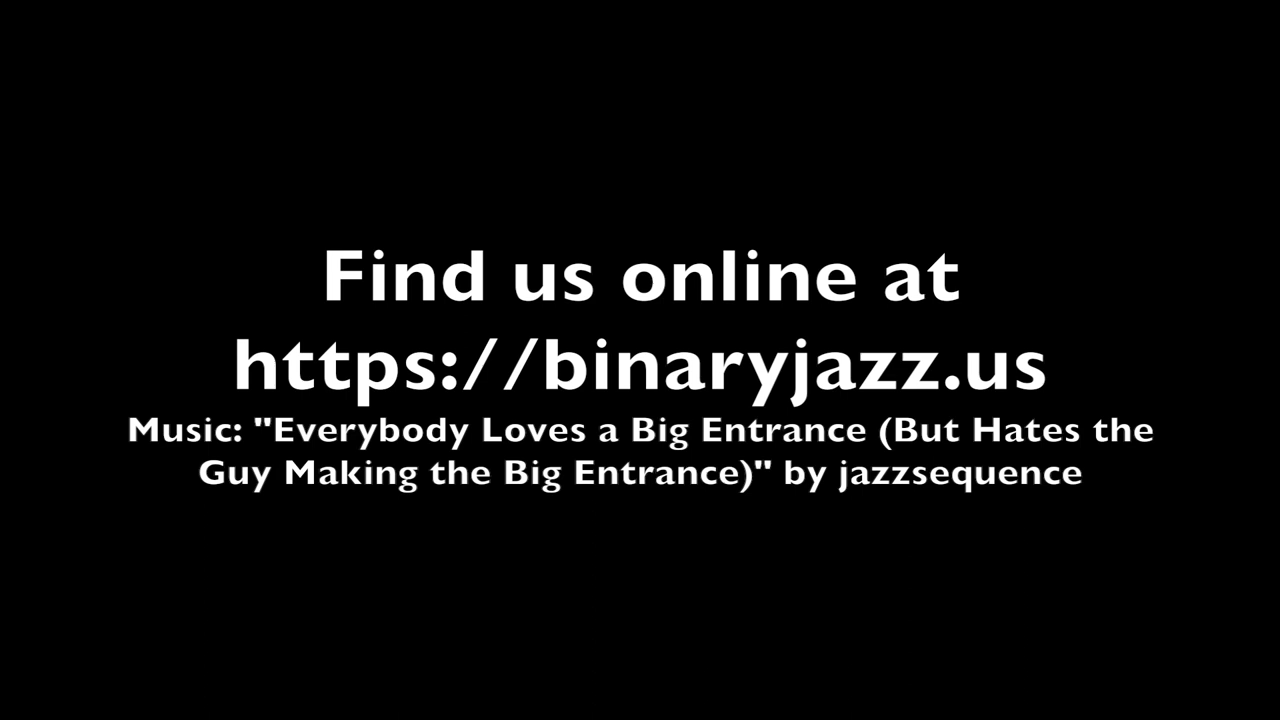 Find us online at
https://binaryjazz.us
Music: "Everybody Loves a Big Entrance (But Hates the
Guy Making the Big Entrance)" by jazzsequence